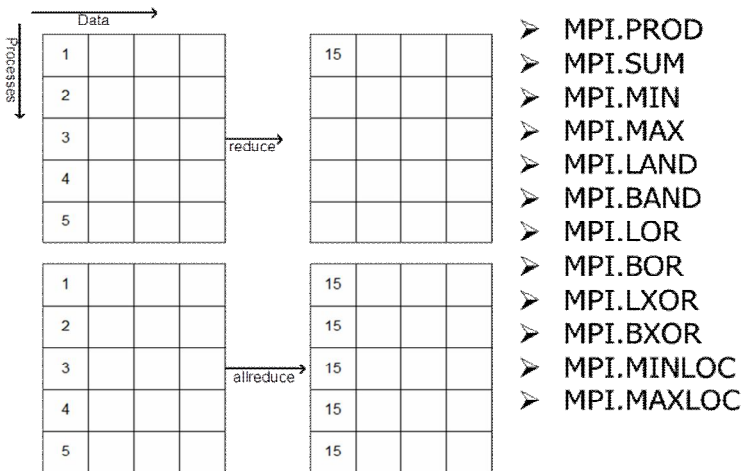 Data
Processes
1
2
3
4
5
reduce
15
1
2
3
4
5
allreduce
15
15
15
15
15
➢ MPI.PROD
➢ MPI.SUM
➢ MPI.MIN
➢ MPI.MAX
➢ MPI.LAND
➢ MPI.BAND
➢ MPI.LOR
➢ MPI.BOR
➢ MPI.LXOR
➢ MPI.BXOR
➢ MPI.MINLOC
➢ MPI.MAXLOC